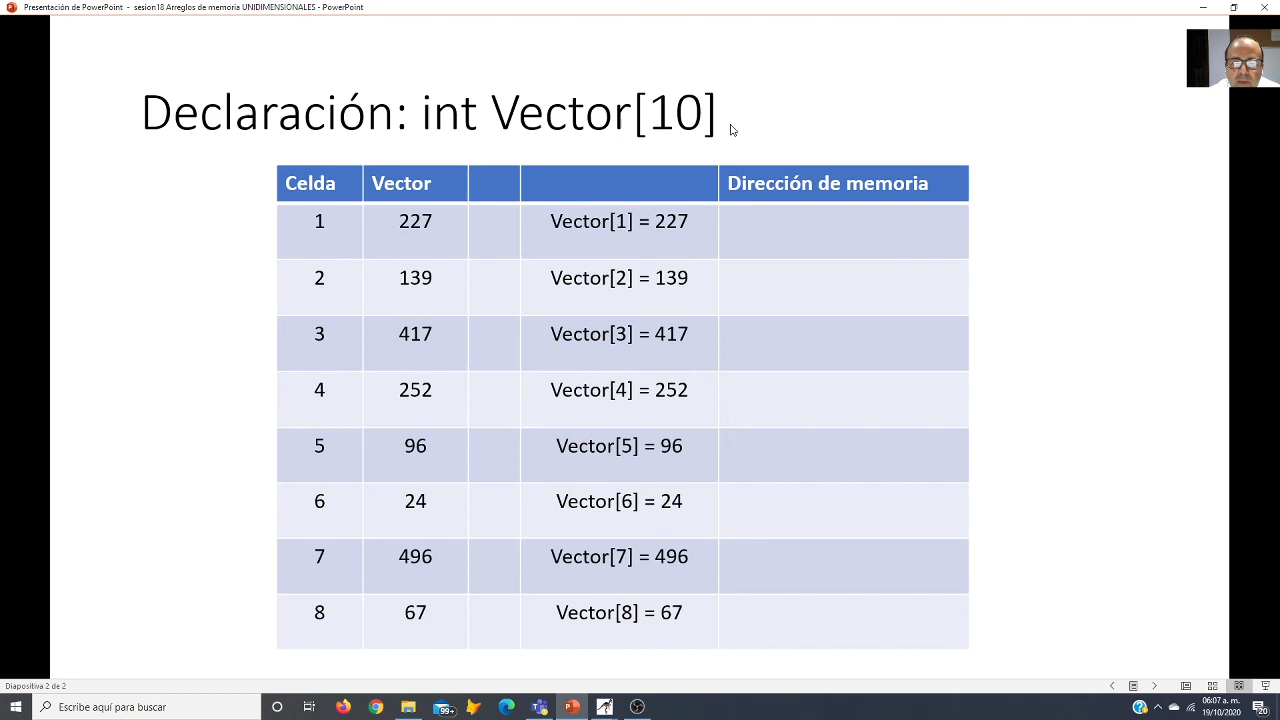 Presentación de PowerPoint - sesion18 Arreglos de memoria UNIDIMENSIONALES - PowerPoint
Declaración: int Vector[10]
Celda Vector Dirección de memoria
1 227 Vector[1] = 227
2 139 Vector[2] = 139
3 417 Vector[3] = 417
4 252 Vector[4] = 252
5 96 Vector[5] = 96
6 24 Vector[6] = 24
7 496 Vector[7] = 496
8 67 Vector[8] = 67
Diapositiva 2 de 2
Escribe aquí para buscar
99+
06:07 a. m.
19/10/2020
20